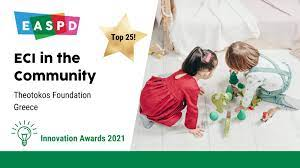 EASPD
Top 25!
ECI in the
Community
Theotokos Foundation
Greece
Innovation Awards 2021